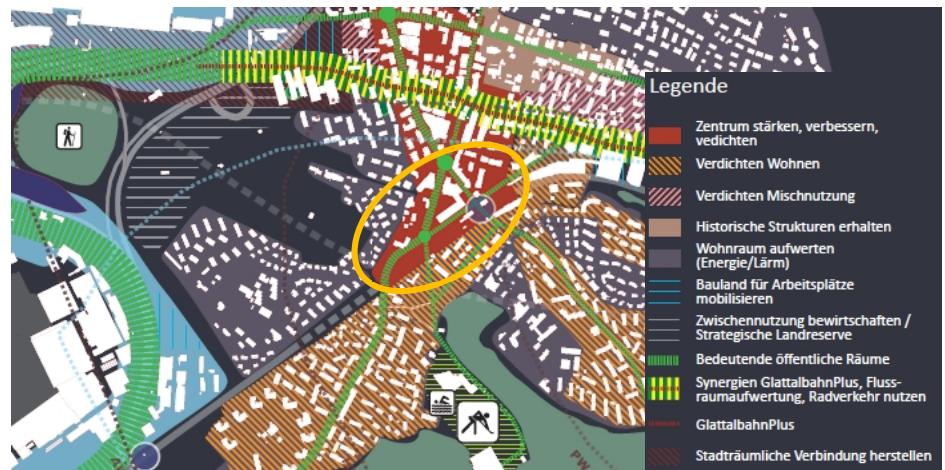 Legende
Zentrum stärken, verbessern,
vedichten
Verdichten Wohnen
Verdichten Mischnutzung
Historische Strukturen erhalten
Wohnraum aufwerten
(Energie/Lärm)
Bauland für Arbeitsplätze
mobilisieren
Zwischennutzung bewirtschaften /
Strategische Landreserve
Bedeutende öffentliche Räume
Synergien GlattalbahnPlus, Fluss-
raumaufwertung, Radverkehr nutzen
GlattalbahnPlus
Stadträumliche Verbindung herstellen
PW